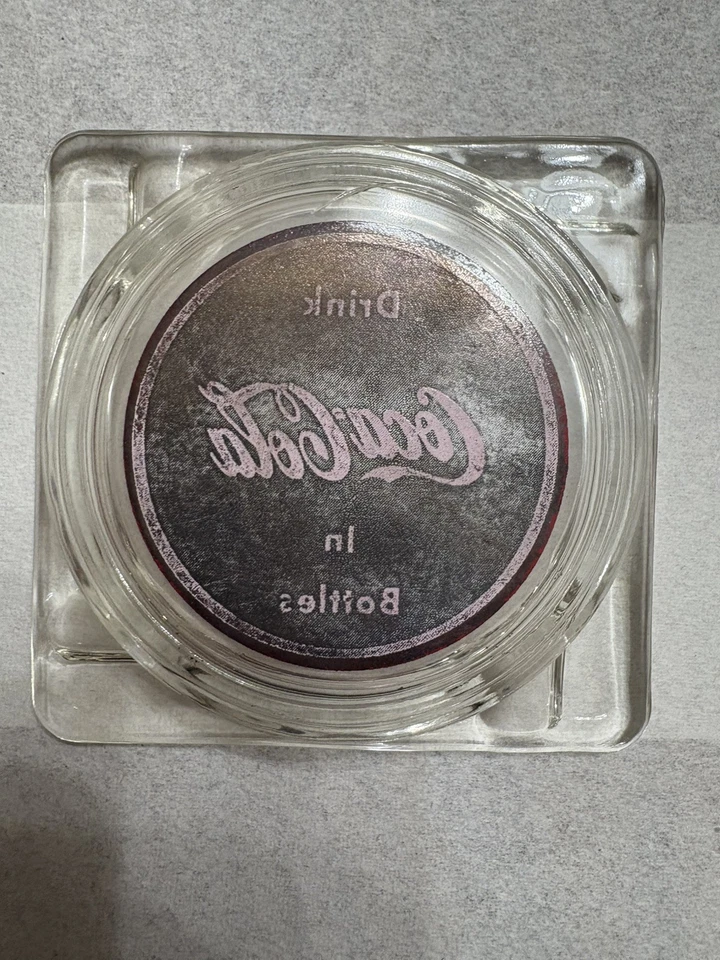 Drink
Coca-Cola
In
Bottles